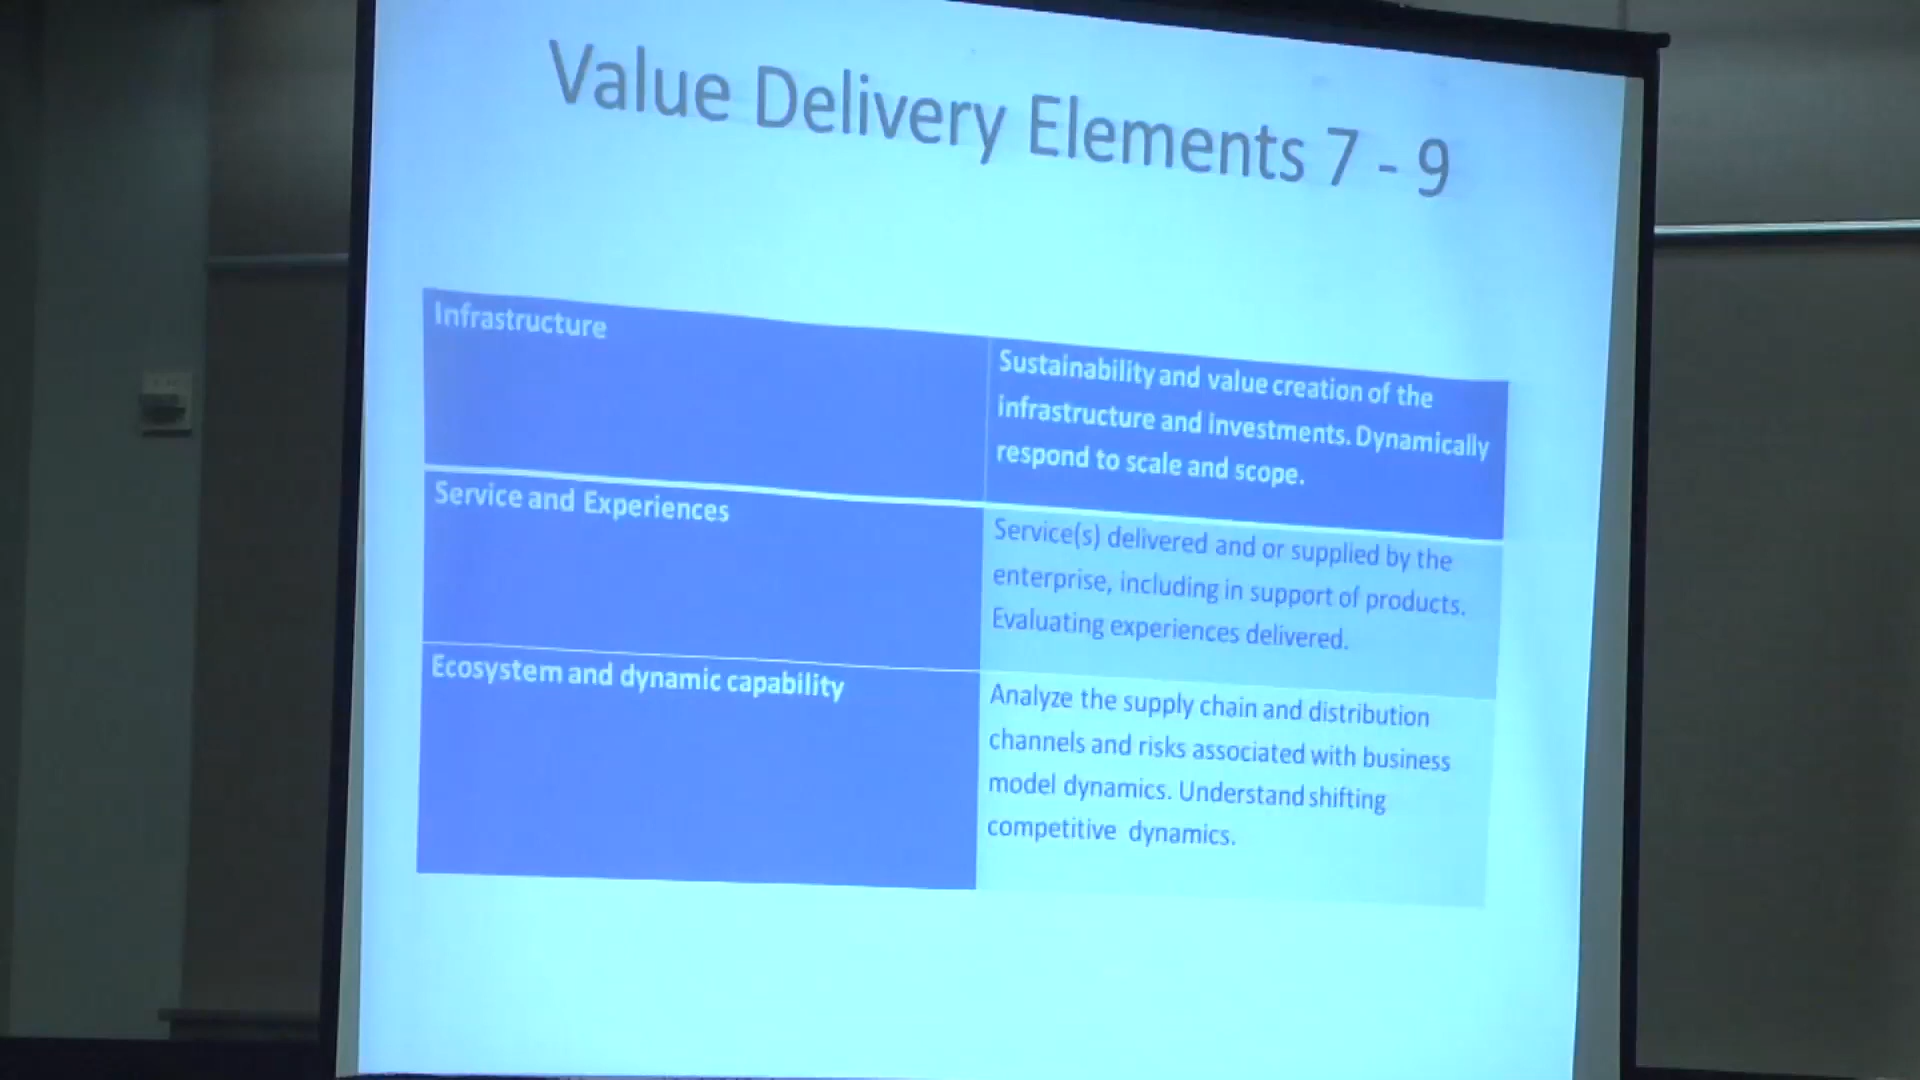 Value Delivery Elements 7 - 9
Infrastructure
Sustainability and value creation of the
infrastructure and investments. Dynamically
respond to scale and scope.
Service and Experiences
Service(s) delivered and or supplied by the
enterprise, including in support of products.
Evaluating experiences delivered.
Ecosystem and dynamic capability
Analyze the supply chain and distribution
channels and risks associated with business
model dynamics. Understand shifting
competitive dynamics.